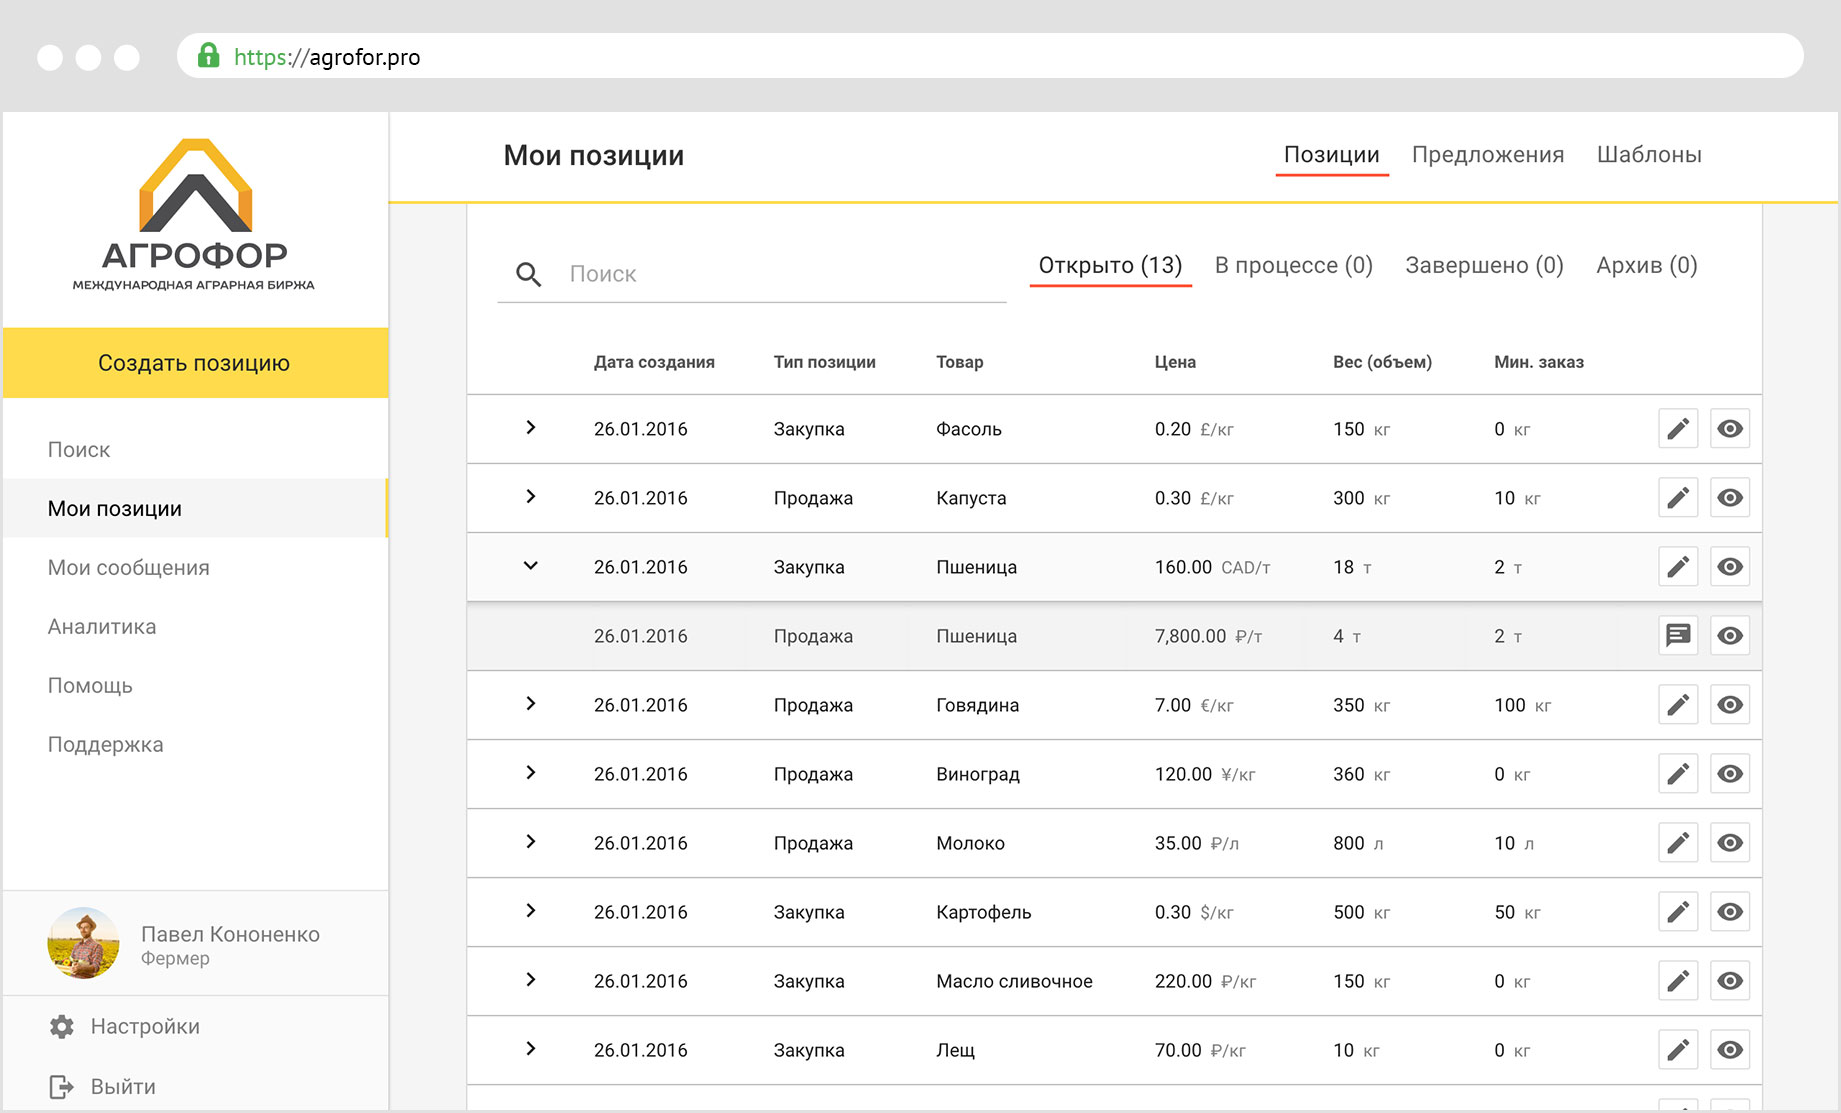 https://agrofor.pro
АГРОФОР
МЕЖДУНАРОДНАЯ АГРАРНАЯ БИРЖА
Создать позицию
Поиск
Мои позиции
Мои сообщения
Аналитика
Помощь
Поддержка
Павел Кононенко
Фермер
Настройки
Выйти
Мои позиции
Позиции Предложения Шаблоны
Поиск
Открыто (13) В процессе (0) Завершено (0) Архив (0)
Дата создания Тип позиции Товар Цена Вес (объем) Мин. заказ
26.01.2016 Закупка Фасоль 0.20 £/кг 150 кг 0 кг
26.01.2016 Продажа Капуста 0.30 £/кг 300 кг 10 кг
26.01.2016 Закупка Пшеница 160.00 CAD/т 18 т 2 т
26.01.2016 Продажа Пшеница 7,800.00 ₽/т 4 т 2 т
26.01.2016 Продажа Говядина 7.00 €/кг 350 кг 100 кг
26.01.2016 Продажа Виноград 120.00 ¥/кг 360 кг 0 кг
26.01.2016 Продажа Молоко 35.00 ₽/л 800 л 10 л
26.01.2016 Закупка Картофель 0.30 $/кг 500 кг 50 кг
26.01.2016 Закупка Масло сливочное 220.00 ₽/кг 150 кг 0 кг
26.01.2016 Закупка Лещ 70.00 ₽/кг 10 кг 0 кг